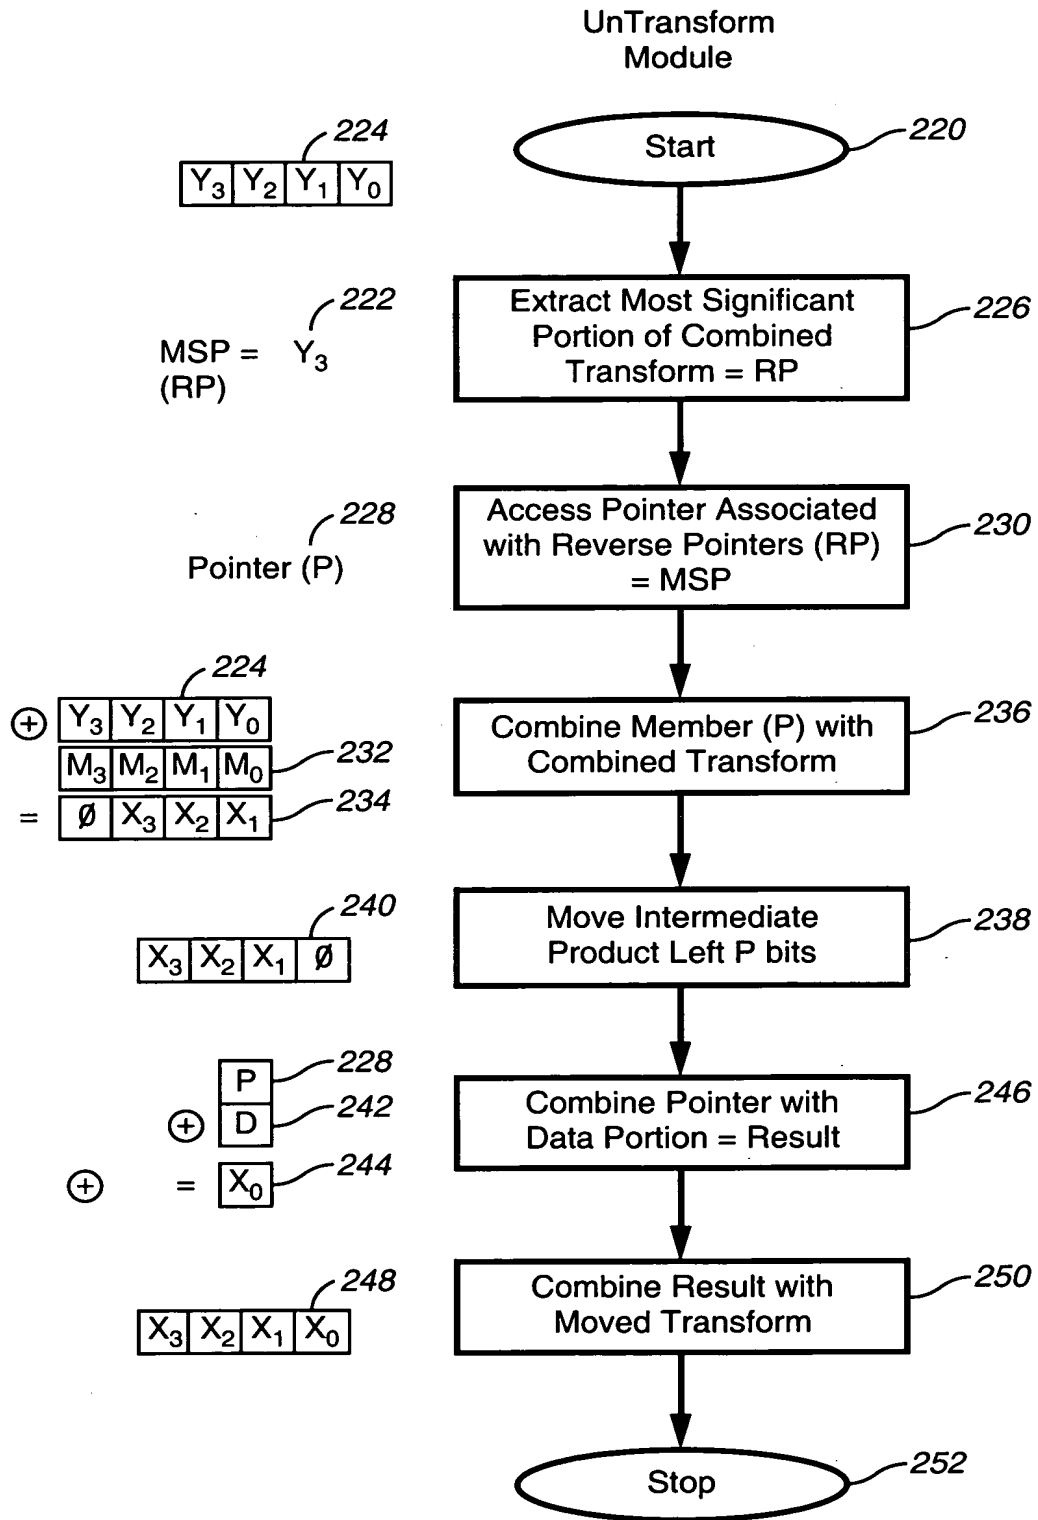 UnTransform
Module
224
Y3 Y2 Y1 Y0
Start
220
222
MSP = Y3
(RP)
Extract Most Significant
Portion of Combined
Transform = RP
226
228
Pointer (P)
Access Pointer Associated
with Reverse Pointers (RP)
= MSP
230
224
⊕ Y3 Y2 Y1 Y0
M3 M2 M1 M0 232
= Ø X3 X2 X1 234
Combine Member (P) with
Combined Transform
236
240
X3 X2 X1 Ø
Move Intermediate
Product Left P bits
238
P 228
⊕ D 242
⊕ = X0 244
Combine Pointer with
Data Portion = Result
246
248
X3 X2 X1 X0
Combine Result with
Moved Transform
250
Stop
252